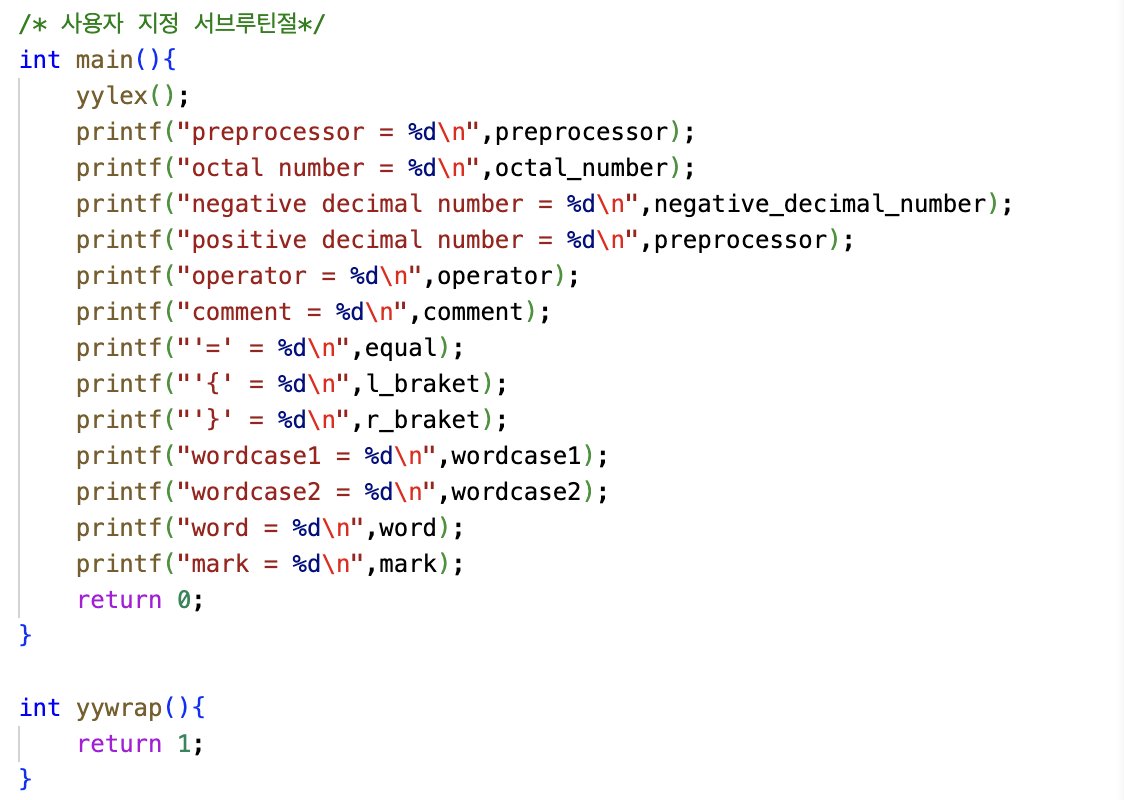 /* 사용자 지정 서브루틴절*/
int main(){
yylex();
printf("preprocessor = %d\n",preprocessor);
printf("octal number = %d\n",octal_number);
printf("negative decimal number = %d\n",negative_decimal_number);
printf("positive decimal number = %d\n",preprocessor);
printf("operator = %d\n",operator);
printf("comment = %d\n",comment);
printf("'=' = %d\n",equal);
printf("'{' = %d\n",l_braket);
printf("'}' = %d\n",r_braket);
printf("wordcase1 = %d\n",wordcase1);
printf("wordcase2 = %d\n",wordcase2);
printf("word = %d\n",word);
printf("mark = %d\n",mark);
return 0;
}
int yywrap(){
return 1;
}